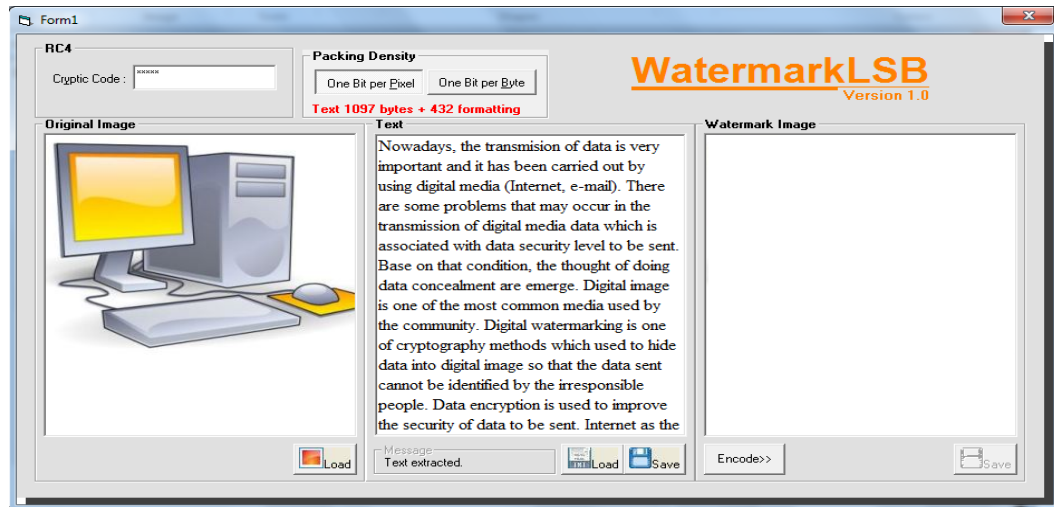 Form1
RC4
Cryptic Code :
*****
Packing Density
One Bit per Pixel
One Bit per Byte
Text 1097 bytes + 432 formatting
WatermarkLSB
Version 1.0
Original Image
Text
Watermark Image
Nowadays, the transmision of data is very
important and it has been carried out by
using digital media (Internet, e-mail). There
are some problems that may occur in the
transmission of digital media data which is
associated with data security level to be sent.
Base on that condition, the thought of doing
data concealment are emerge. Digital image
is one of the most common media used by
the community. Digital watermarking is one
of cryptography methods which used to hide
data into digital image so that the data sent
cannot be identified by the irresponsible
people. Data encryption is used to improve
the security of data to be sent. Internet as the
Load
Message
Text extracted.
Load
Save
Encode>>
Save